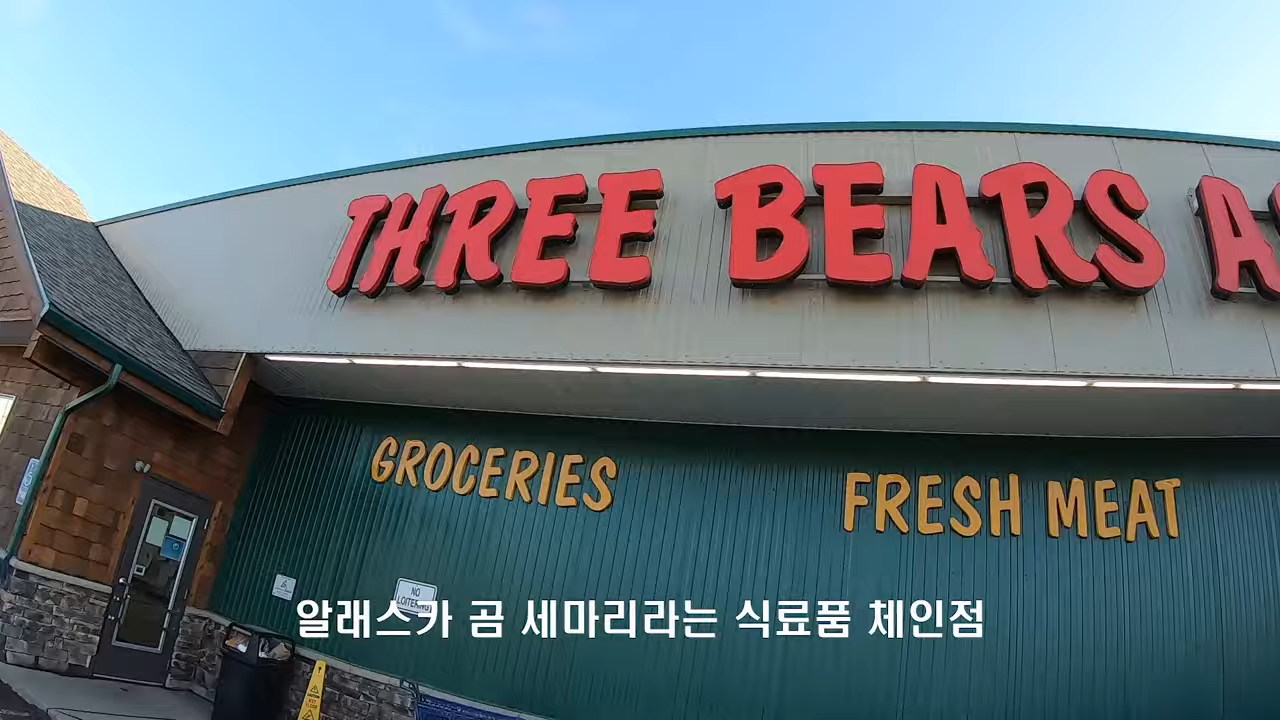 THREE BEARS A
GROCERIES
FRESH MEAT
NO
LOITERING
알래스카 곰 세마리라는 식료품 체인점
CAUTION